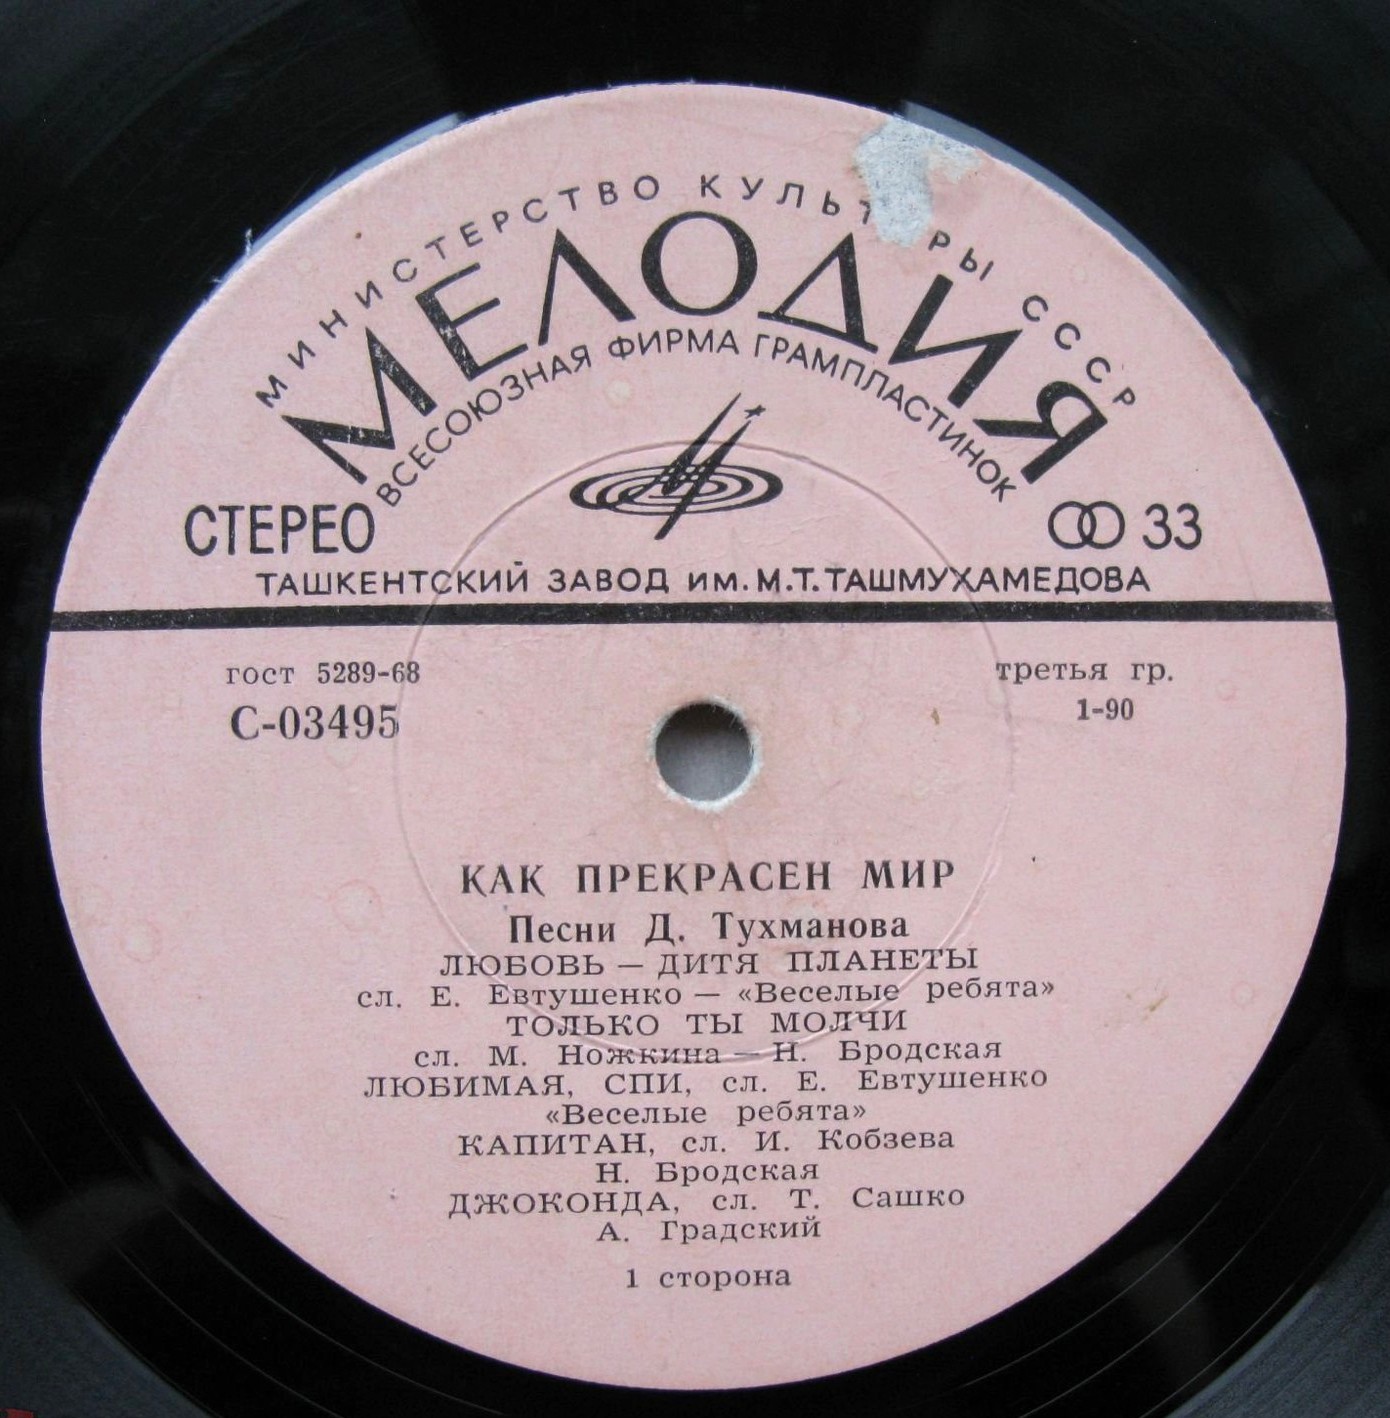 МИНИСТЕРСТВО КУЛЬТУРЫ СССР
МЕЛОДИЯ
ВСЕСОЮЗНАЯ ФИРМА ГРАМПЛАСТИНОК
СТЕРЕО
33
ТАШКЕНТСКИЙ ЗАВОД ИМ. М.Т. ТАШМУХАМЕДОВА
гост 5289-68
третья гр.
С-03495
1-90
КАК ПРЕКРАСЕН МИР
Песни Д. Тухманова
ЛЮБОВЬ — ДИТЯ ПЛАНЕТЫ
сл. Е. Евтушенко — «Веселые ребята»
ТОЛЬКО ТЫ МОЛЧИ
сл. М. Ножкина — Н. Бродская
ЛЮБИМАЯ, СПИ, сл. Е. Евтушенко
«Веселые ребята»
КАПИТАН, сл. И. Кобзева
Н. Бродская
ДЖОКОНДА, сл. Т. Сашко
А. Градский
1 сторона